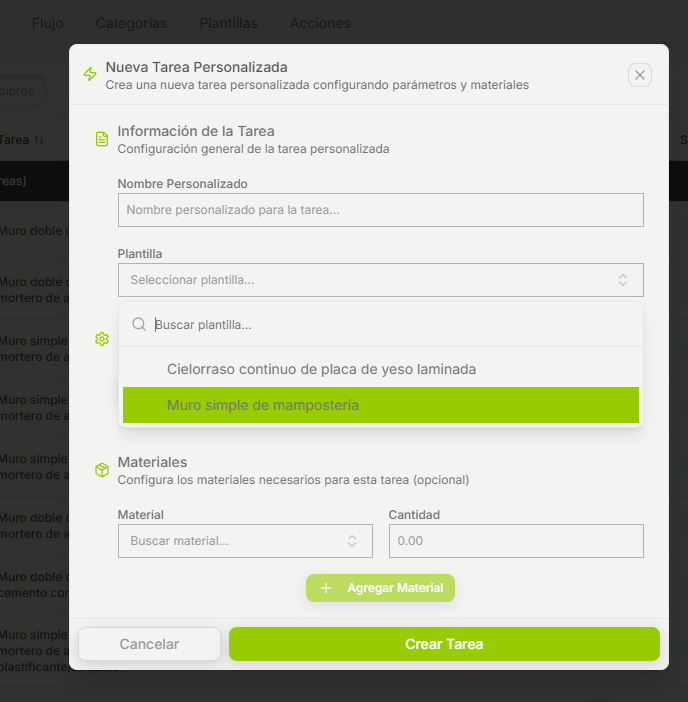 Flujo Categorías Plantillas Acciones
Nueva Tarea Personalizada
Crea una nueva tarea personalizada configurando parámetros y materiales
Información de la Tarea
Configuración general de la tarea personalizada
Nombre Personalizado
Nombre personalizado para la tarea...
Plantilla
Seleccionar plantilla...
Buscar plantilla...
Cielorraso continuo de placa de yeso laminada
Muro simple de mampostería
Materiales
Configura los materiales necesarios para esta tarea (opcional)
Material Cantidad
Buscar material... 0.00
Agregar Material
Cancelar Crear Tarea
ubros
Tarea
reas)
Muro doble
Muro doble
mortero de
Muro simple
mortero de
Muro simple
mortero de
Muro simple
mortero de
Muro doble
mortero de
Muro doble
cemento
Muro simple
mortero de
plastificante,